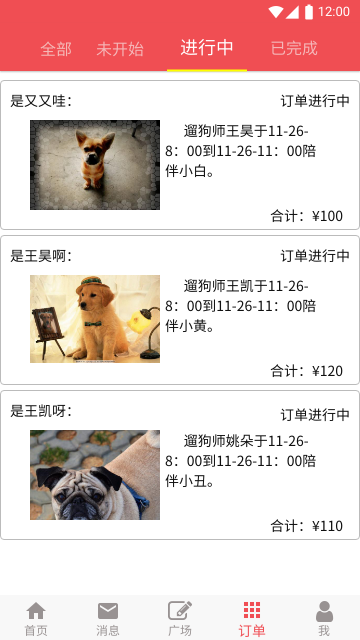 12:00
全部 未开始 进行中 已完成
是又又哇： 订单进行中
遛狗师王昊于11-26-
8：00到11-26-11：00陪
伴小白。
合计：¥100
是王昊啊： 订单进行中
遛狗师王凯于11-26-
8：00到11-26-11：00陪
伴小黄。
合计：¥120
是王凯呀： 订单进行中
遛狗师姚朵于11-26-
8：00到11-26-11：00陪
伴小丑。
合计：¥110
首页 消息 广场 订单 我